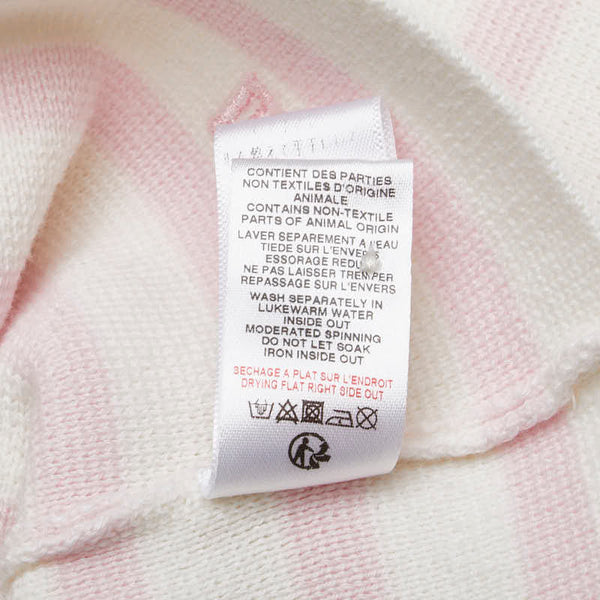 CONTIENT DES PARTIES
NON TEXTILES D'ORIGINE
ANIMALE
CONTAINS NON-TEXTILE
PARTS OF ANIMAL ORIGIN
LAVER SEPAREMENT A L'EAU
TIEDE SUR L'ENVERS
ESSORAGE REDUIT
NE PAS LAISSER TREMPER
REPASSAGE SUR L'ENVERS
WASH SEPARATELY IN
LUKEWARM WATER
INSIDE OUT
MODERATED SPINNING
DO NOT LET SOAK
IRON INSIDE OUT
SECHAGE A PLAT SUR L'ENDROIT
DRYING FLAT RIGHT SIDE OUT